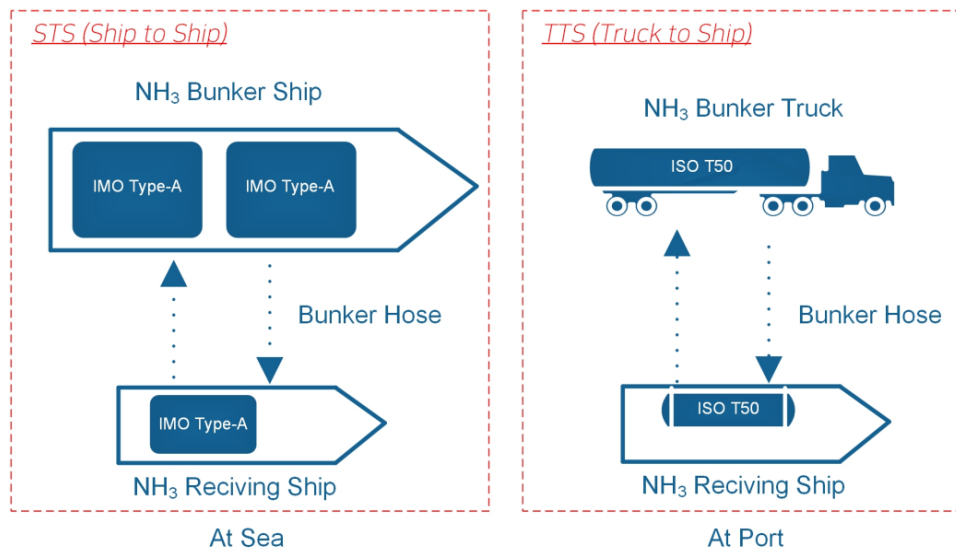 STS (Ship to Ship)
NH₃ Bunker Ship
IMO Type-A
IMO Type-A
Bunker Hose
IMO Type-A
NH₃ Reciving Ship
At Sea
TTS (Truck to Ship)
NH₃ Bunker Truck
ISO T50
Bunker Hose
ISO T50
NH₃ Reciving Ship
At Port